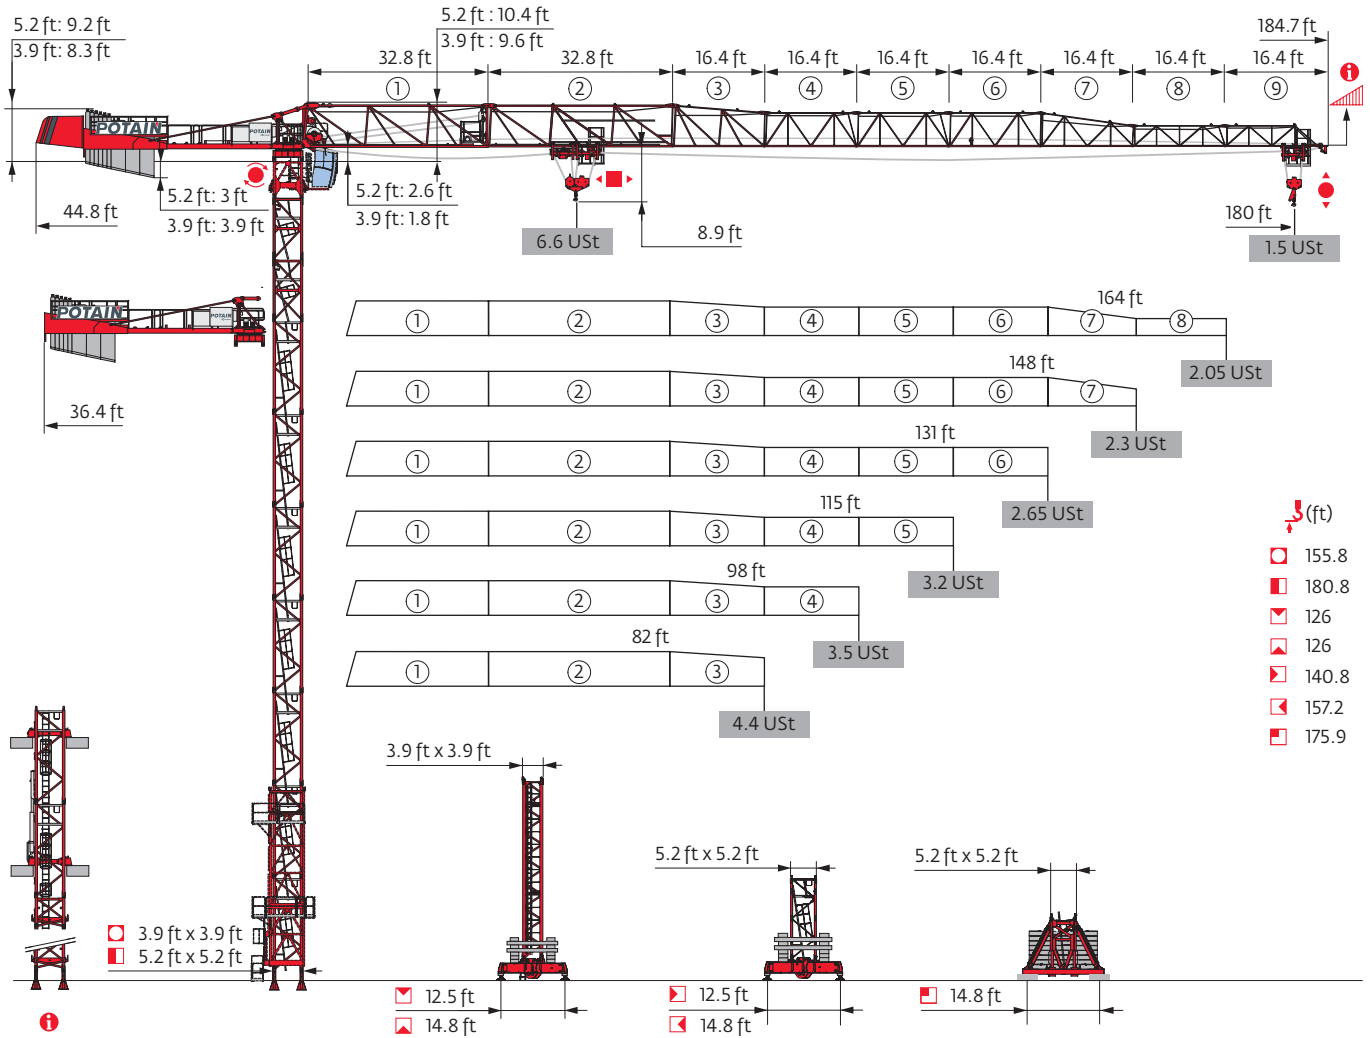 5.2 ft: 9.2 ft
3.9 ft: 8.3 ft
5.2 ft : 10.4 ft
3.9 ft : 9.6 ft
184.7 ft
32.8 ft
32.8 ft
16.4 ft
16.4 ft
16.4 ft
16.4 ft
16.4 ft
16.4 ft
16.4 ft
1
2
3
4
5
6
7
8
9
i
POTAIN
POTAIN
5.2 ft: 3 ft
3.9 ft: 3.9 ft
5.2 ft: 2.6 ft
3.9 ft: 1.8 ft
44.8 ft
8.9 ft
180 ft
6.6 USt
1.5 USt
POTAIN
POTAIN
36.4 ft
164 ft
1 2 3 4 5 6 7 8
2.05 USt
148 ft
1 2 3 4 5 6 7
2.3 USt
131 ft
1 2 3 4 5 6
2.65 USt
115 ft
1 2 3 4 5
3.2 USt
98 ft
1 2 3 4
3.5 USt
82 ft
1 2 3
4.4 USt
(ft)
155.8
180.8
126
126
140.8
157.2
175.9
3.9 ft x 3.9 ft
5.2 ft x 5.2 ft
5.2 ft x 5.2 ft
3.9 ft x 3.9 ft
5.2 ft x 5.2 ft
12.5 ft
14.8 ft
12.5 ft
14.8 ft
14.8 ft
i